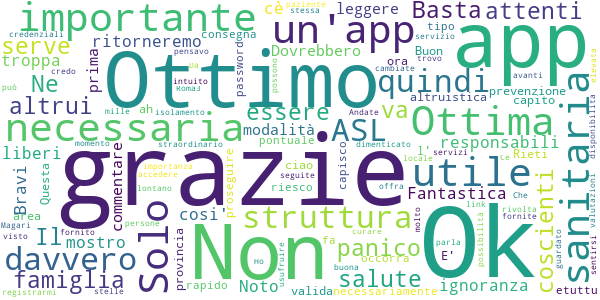 importante
un'app
Basta
attenti
leggere
cè
app
Ottimo
grazie
Non
Ok
necessaria
sanitaria
utile
Ottima
quindi
ASL
essere
struttura
davvero
famiglia
Solo
Il
panico
salute
ignoranza
coscienti
responsabili
Fantastica
serve
troppa
Ne
altrui
liberi
Bravi
Questa
commentare
prima
ritorneremo
consegna
password
Dovrebbero
possono
pensavo
credenziali
può
paziente
stessa
cambiate
ora
tipo
servizio
trovo
Buon
prevenzione
altruistica
capito
avanti
elevata
disponibilità
va
modalità
ah
mille
isolamento
credo
intuito
ua
Roma3
straordinario
pontuale
dimenticato
Andate
l'
locale
servizi
Le
Rieti
Che
rivolta
fornite
offra
link
possibilità
guardato
sentirsi
valutazioni
ciao
seguite
riesco
capisco
proseguire
importanza
accedere
lontano
cosi'
provincia
area
mostro
momento
Magari
visto
fornito
persone
registrarmi
stelle
rapido
Noto
Mo
usufruire
buona
valida
fa
occorra
curare
necessariamente
molto
parla
E'
etuttu